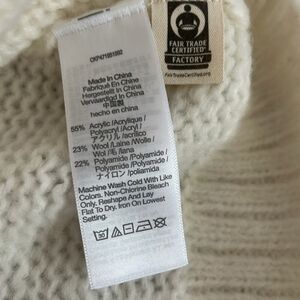 Made In China
Fabriqué En Chine
Hergestellt In China
Vervaardigd In China
中国製
hecho en china
55% Acrylic /Acrylique /
Polyacryl /Acryl /
アクリル /acrílico
23% Wool /Laine /Wolle /
Wol /毛 /lana
22% Polyamide /Polyamide /
Polyamide /Polyamide /
ナイロン /poliamida
Machine Wash Cold With Like
Colors. Non-Chlorine Bleach
Only. Reshape And Lay
Flat To Dry. Iron On Lowest
Setting.
FAIR TRADE
CERTIFIED
FACTORY
FairTradeCertified.org